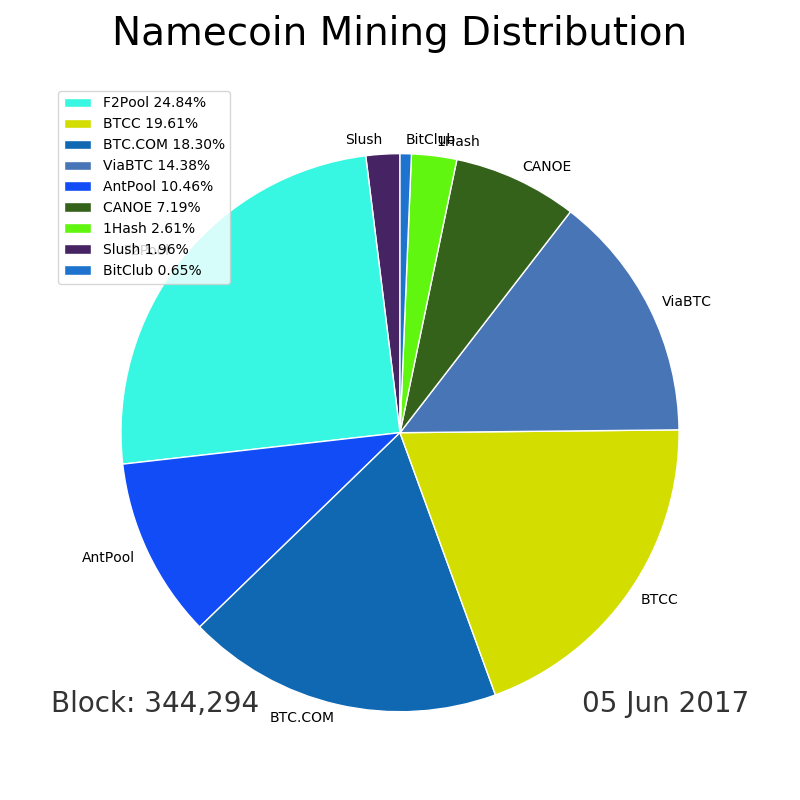 Namecoin Mining Distribution
F2Pool 24.84%
BTCC 19.61%
BTC.COM 18.30%
ViaBTC 14.38%
AntPool 10.46%
CANOE 7.19%
1Hash 2.61%
Slush 1.96%
BitClub 0.65%
Slush
BitClub
1Hash
CANOE
F2Pool
ViaBTC
AntPool
BTCC
BTC.COM
Block: 344,294
05 Jun 2017